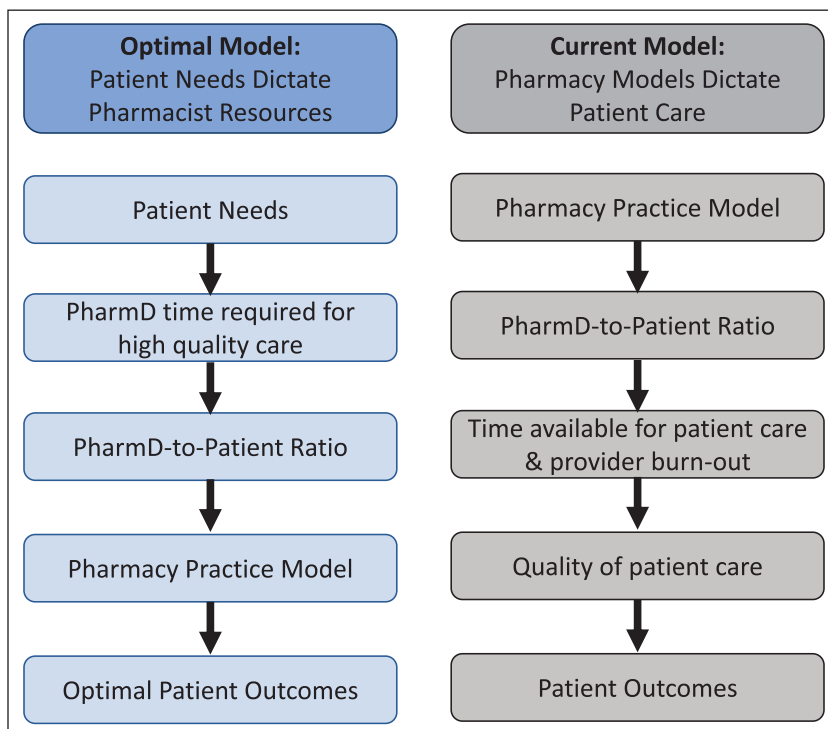 Optimal Model:
Patient Needs Dictate
Pharmacist Resources
Patient Needs
PharmD time required for
high quality care
PharmD-to-Patient Ratio
Pharmacy Practice Model
Optimal Patient Outcomes
Current Model:
Pharmacy Models Dictate
Patient Care
Pharmacy Practice Model
PharmD-to-Patient Ratio
Time available for patient care
& provider burn-out
Quality of patient care
Patient Outcomes